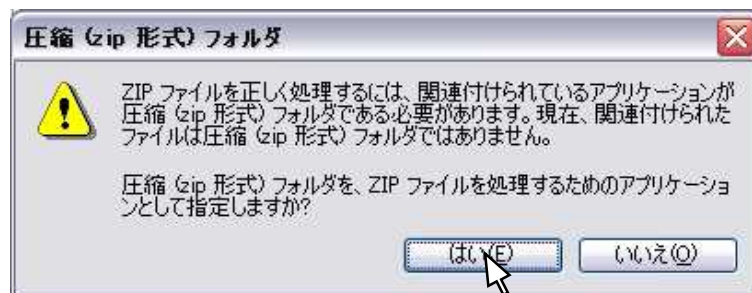 圧縮 (zip 形式) フォルダ
ZIP ファイルを正しく処理するには、関連付けられているアプリケーションが
圧縮 (zip 形式) フォルダである必要があります。現在、関連付けられた
ファイルは圧縮 (zip 形式) フォルダではありません。
圧縮 (zip 形式) フォルダを、ZIP ファイルを処理するためのアプリケーショ
ンとして指定しますか?
はい(E) いいえ(O)